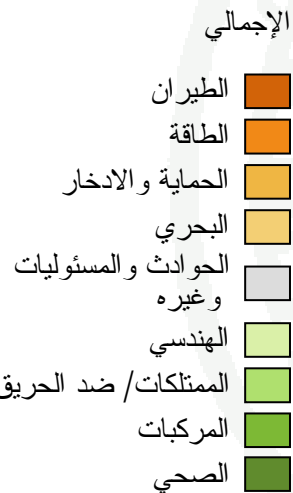 الإجمالي
الطيران
الطاقة
الحماية والادخار
البحري
الحوادث والمسئوليات
وغيره
الهندسي
الممتلكات/ ضد الحريق
المركبات
الصحي